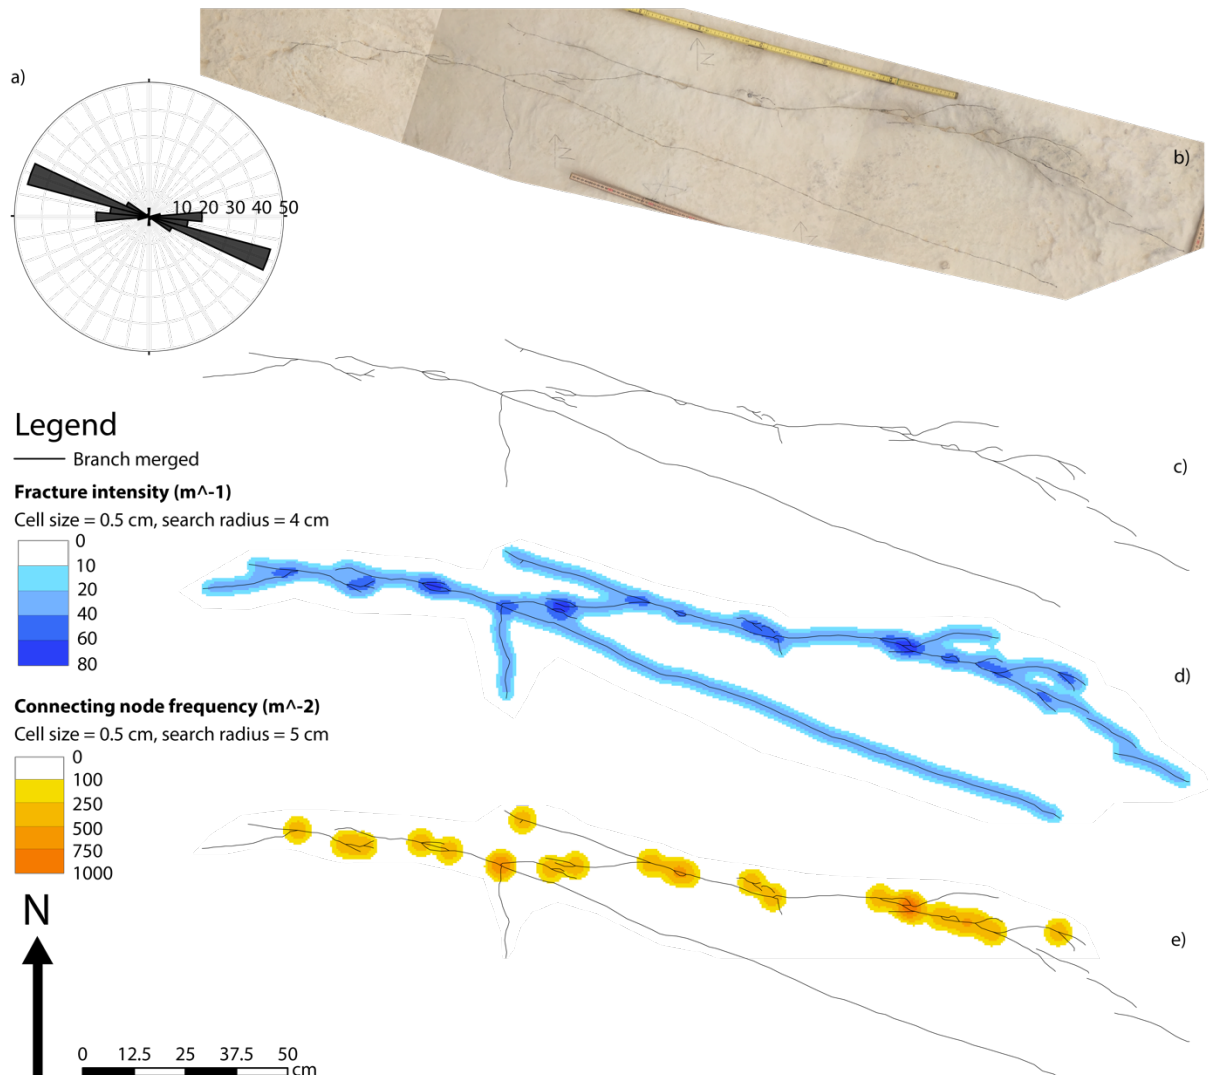 a)
10 20 30 40 50
b)
N
N
Legend
Branch merged
c)
Fracture intensity (m^-1)
Cell size = 0.5 cm, search radius = 4 cm
0
10
20
40
60
80
d)
Connecting node frequency (m^-2)
Cell size = 0.5 cm, search radius = 5 cm
0
100
250
500
750
1000
e)
N
0 12.5 25 37.5 50
cm